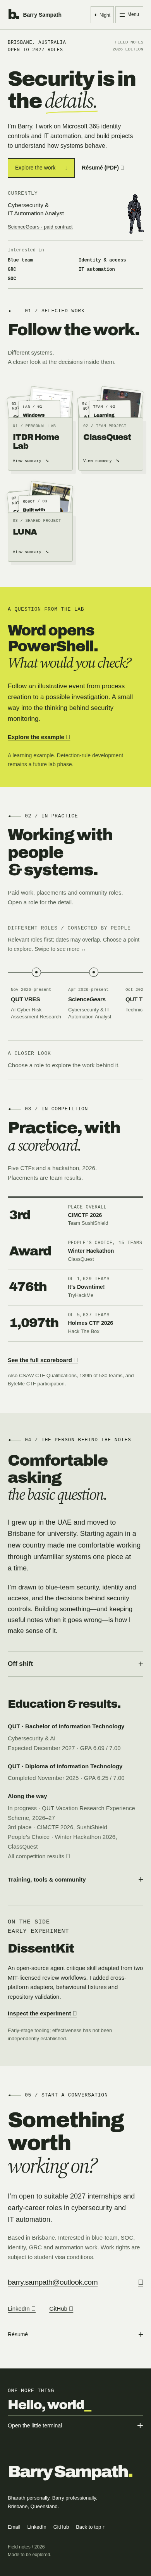 b. Barry Sampath
Night
Menu
BRISBANE, AUSTRALIA
OPEN TO 2027 ROLES
FIELD NOTES
2026 EDITION
Security is in
the details.
I'm Barry. I work on Microsoft 365 identity
controls and IT automation, and build projects
to understand how systems behave.
Explore the work ↓
Résumé (PDF)
CURRENTLY
Cybersecurity &
IT Automation Analyst
ScienceGears · paid contract
Interested in
Blue team
Identity & access
GRC
IT automation
SOC
01 / SELECTED WORK
Follow the work.
Different systems.
A closer look at the decisions inside them.
LAB / 01
Windows
01 / PERSONAL LAB
ITDR Home
Lab
View summary ↘
TEAM / 02
Learning
02 / TEAM PROJECT
ClassQuest
View summary ↘
ROBOT / 03
Built with
03 / SHARED PROJECT
LUNA
View summary ↘
A QUESTION FROM THE LAB
Word opens
PowerShell.
What would you check?
Follow an illustrative event from process
creation to a possible investigation. A small
way into the thinking behind security
monitoring.
Explore the example
A learning example. Detection-rule development
remains a future lab phase.
02 / IN PRACTICE
Working with
people
& systems.
Paid work, placements and community roles.
Open a role for the detail.
DIFFERENT ROLES / CONNECTED BY PEOPLE
Relevant roles first; dates may overlap. Choose a point
to explore. Swipe to see more →
Nov 2026–present
QUT VRES
AI Cyber Risk
Assessment Research
Apr 2026–present
ScienceGears
Cybersecurity & IT
Automation Analyst
A CLOSER LOOK
Choose a role to explore the work behind it.
03 / IN COMPETITION
Practice, with
a scoreboard.
Five CTFs and a hackathon, 2026.
Placements are team results.
3rd
PLACE OVERALL
CIMCTF 2026
Team SushiShield
Award
PEOPLE'S CHOICE, 15 TEAMS
Winter Hackathon
ClassQuest
476th
OF 1,629 TEAMS
It's Downtime!
TryHackMe
1,097th
OF 5,637 TEAMS
Holmes CTF 2026
Hack The Box
See the full scoreboard
Also CSAW CTF Qualifications, 189th of 530 teams, and
ByteMe CTF participation.
04 / THE PERSON BEHIND THE NOTES
Comfortable
asking
the basic question.
I grew up in the UAE and moved to
Brisbane for university. Starting again in a
new country made me comfortable working
through unfamiliar systems one piece at
a time.
I'm drawn to blue-team security, identity
and access, and the decisions behind
security controls. Building something—and keeping
useful notes when it goes wrong—is how I
make sense of it.
Off shift +
Education & results.
QUT · Bachelor of Information Technology
Cybersecurity & AI
Expected December 2027 · GPA 6.09 / 7.00
QUT · Diploma of Information Technology
Completed November 2025 · GPA 6.25 / 7.00
Along the way
In progress · QUT Vacation Research Experience
Scheme, 2026–27
3rd place · CIMCTF 2026, SushiShield
People's Choice · Winter Hackathon 2026,
ClassQuest
All competition results
Training, tools & community +
ON THE SIDE
EARLY EXPERIMENT
DissentKit
An open-source agent critique skill adapted from two
MIT-licensed review workflows. I added cross-
platform adapters, behavioural fixtures and
repository validation.
Inspect the experiment
Early-stage tooling; effectiveness has not been
independently established.
05 / START A CONVERSATION
Something
worth
working on?
I'm open to suitable 2027 internships and
early-career roles in cybersecurity and
IT automation.
Based in Brisbane. Interested in blue-team, SOC,
identity, GRC and automation work. Work rights are
subject to student visa conditions.
barry.sampath@outlook.com
LinkedIn
GitHub
Résumé +
ONE MORE THING
Hello, world_
Open the little terminal +
Barry Sampath.
Bharath personally. Barry professionally.
Brisbane, Queensland.
Email
LinkedIn
GitHub
Back to top ↑
Field notes / 2026
Made to be explored.